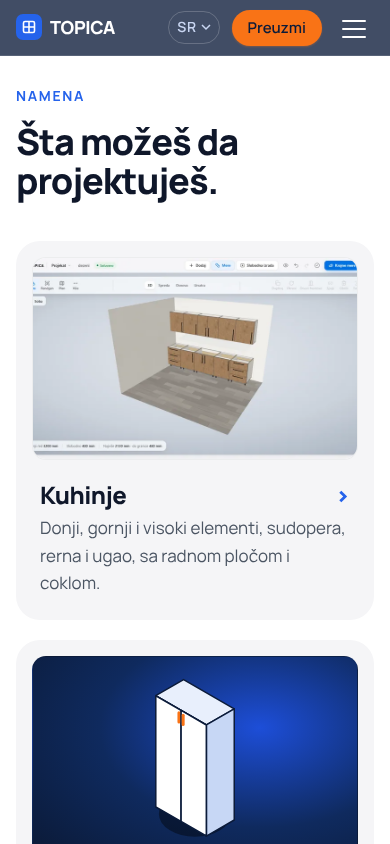 TOPICA
SR
Preuzmi
NAMENA
Šta možeš da
projektuješ.
Kuhinje
Donji, gornji i visoki elementi, sudopera,
rerna i ugao, sa radnom pločom i
coklom.